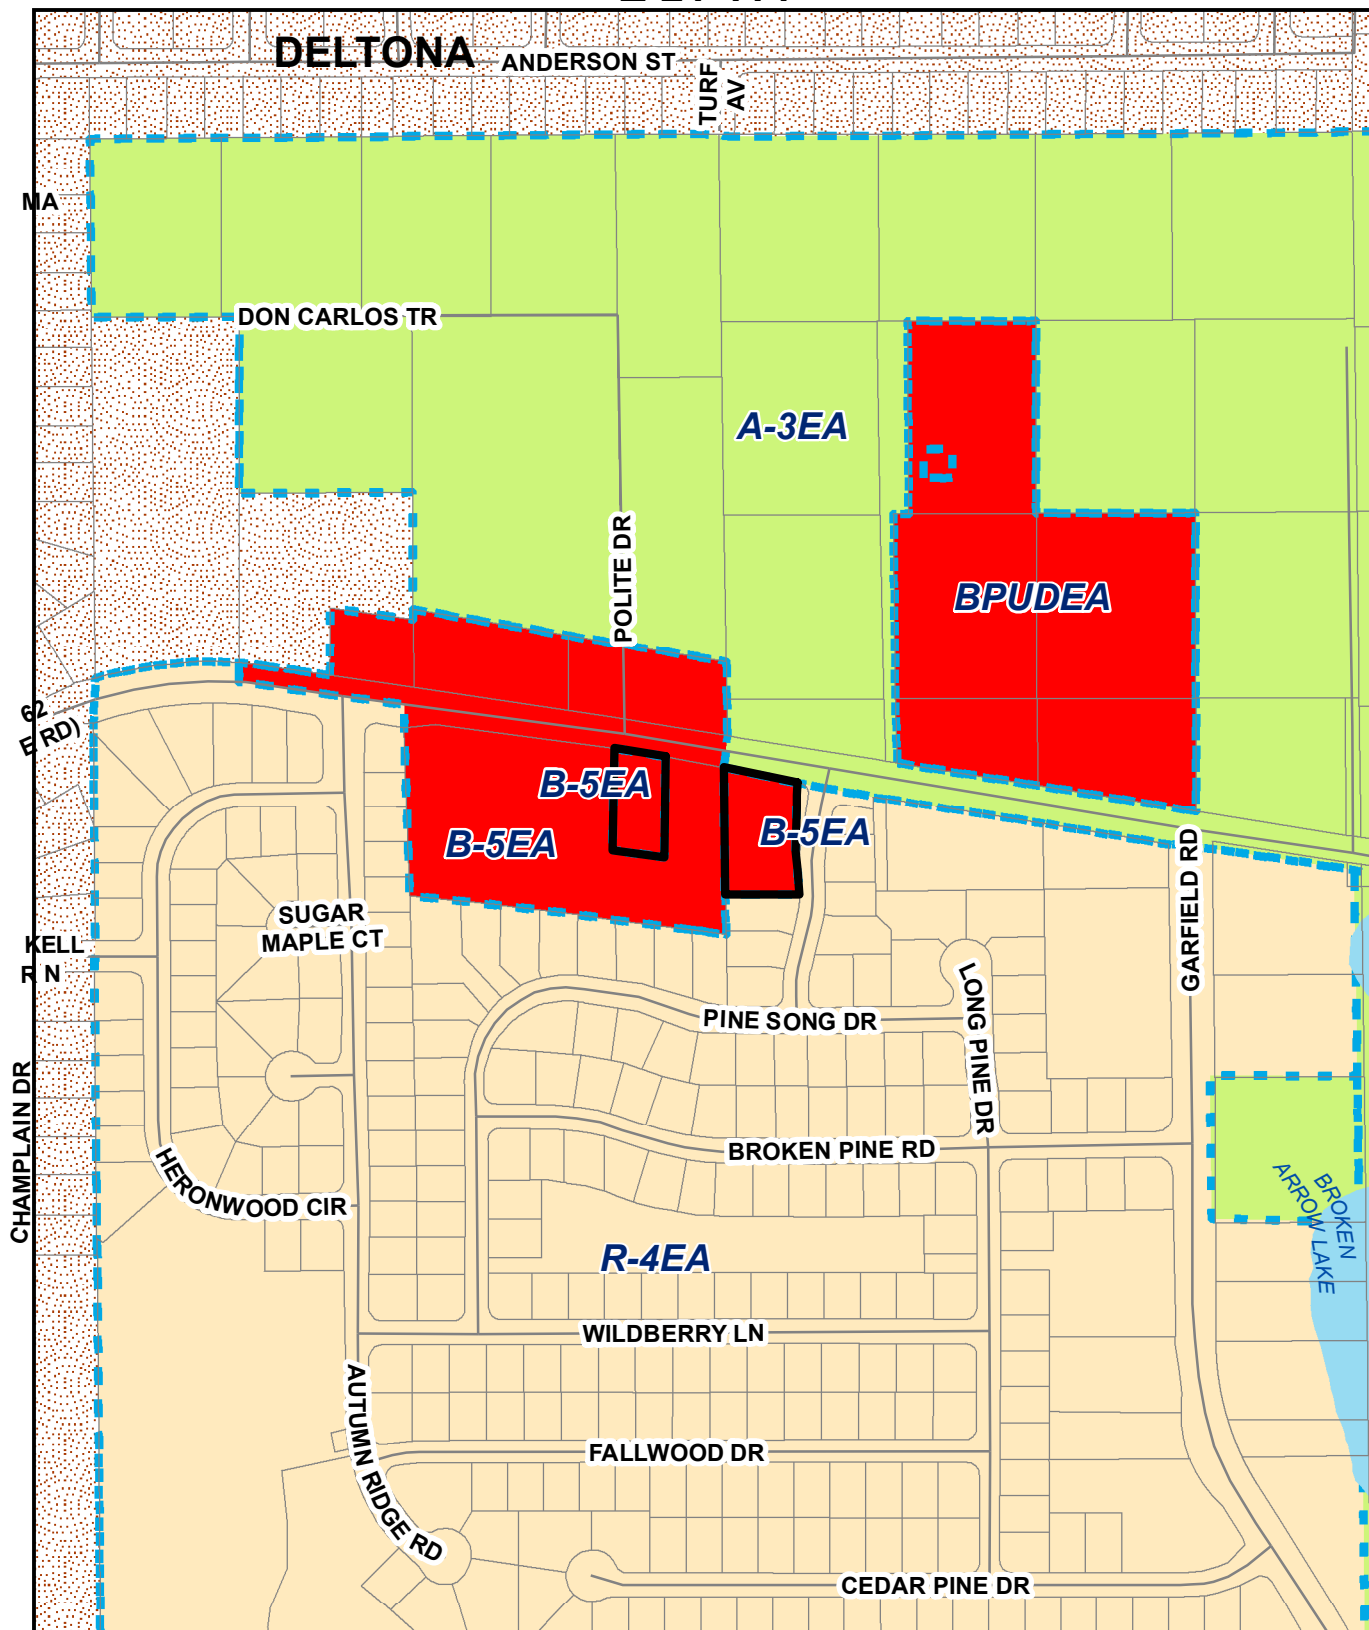 DELTONA
ANDERSON ST
TURF
AV
MA
DON CARLOS TR
A-3EA
POLITE DR
BPUDEA
62
E RD)
B-5EA
B-5EA
B-5EA
GARFIELD RD
SUGAR
MAPLE CT
KELL
R N
LONG PINE DR
PINE SONG DR
CHAMPLAIN DR
BROKEN PINE RD
HERONWOOD CIR
BROKEN
ARROW LAKE
R-4EA
WILDBERRY LN
AUTUMN RIDGE RD
FALLWOOD DR
CEDAR PINE DR